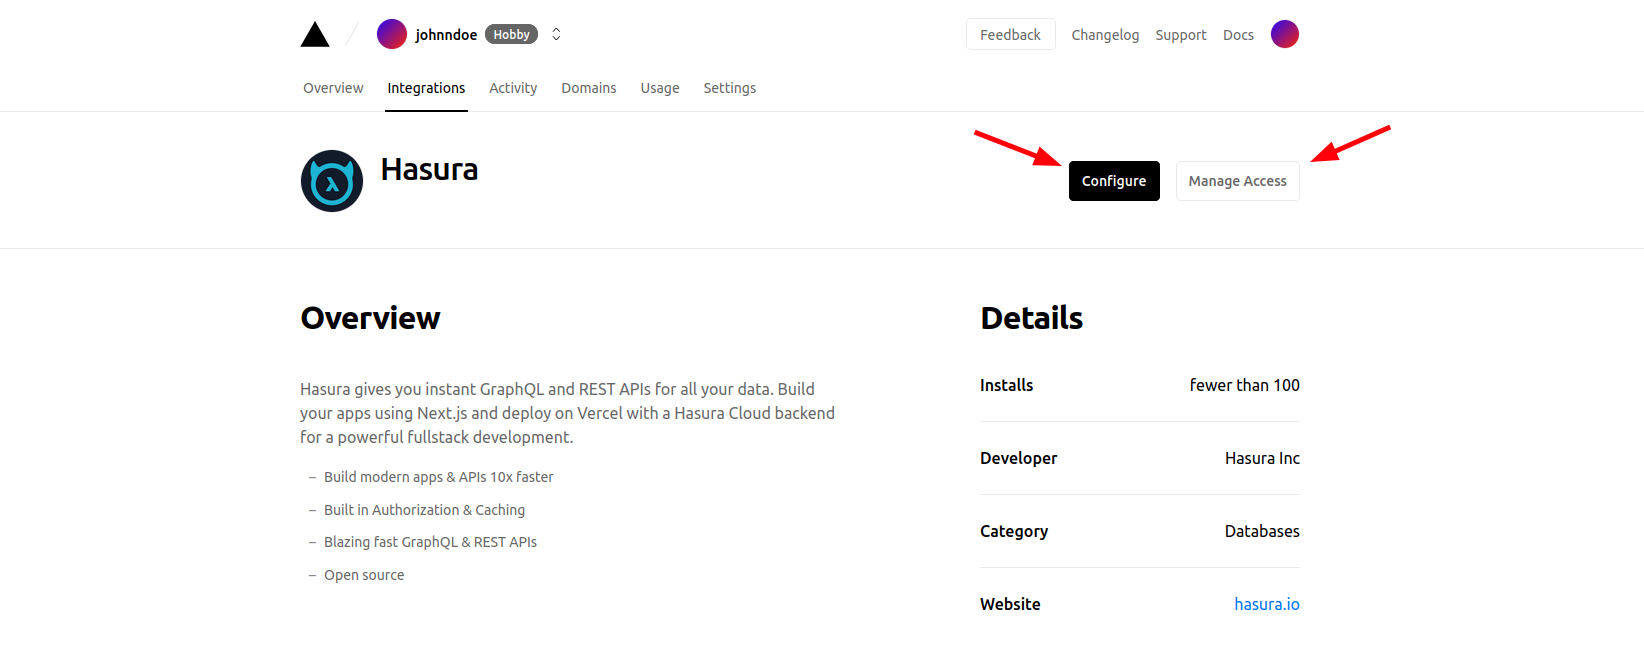 johnndoe Hobby
Feedback Changelog Support Docs
Overview Integrations Activity Domains Usage Settings
Hasura
Configure Manage Access
Overview
Hasura gives you instant GraphQL and REST APIs for all your data. Build
your apps using Next.js and deploy on Vercel with a Hasura Cloud backend
for a powerful fullstack development.
– Build modern apps & APIs 10x faster
– Built in Authorization & Caching
– Blazing fast GraphQL & REST APIs
– Open source
Details
Installs fewer than 100
Developer Hasura Inc
Category Databases
Website hasura.io